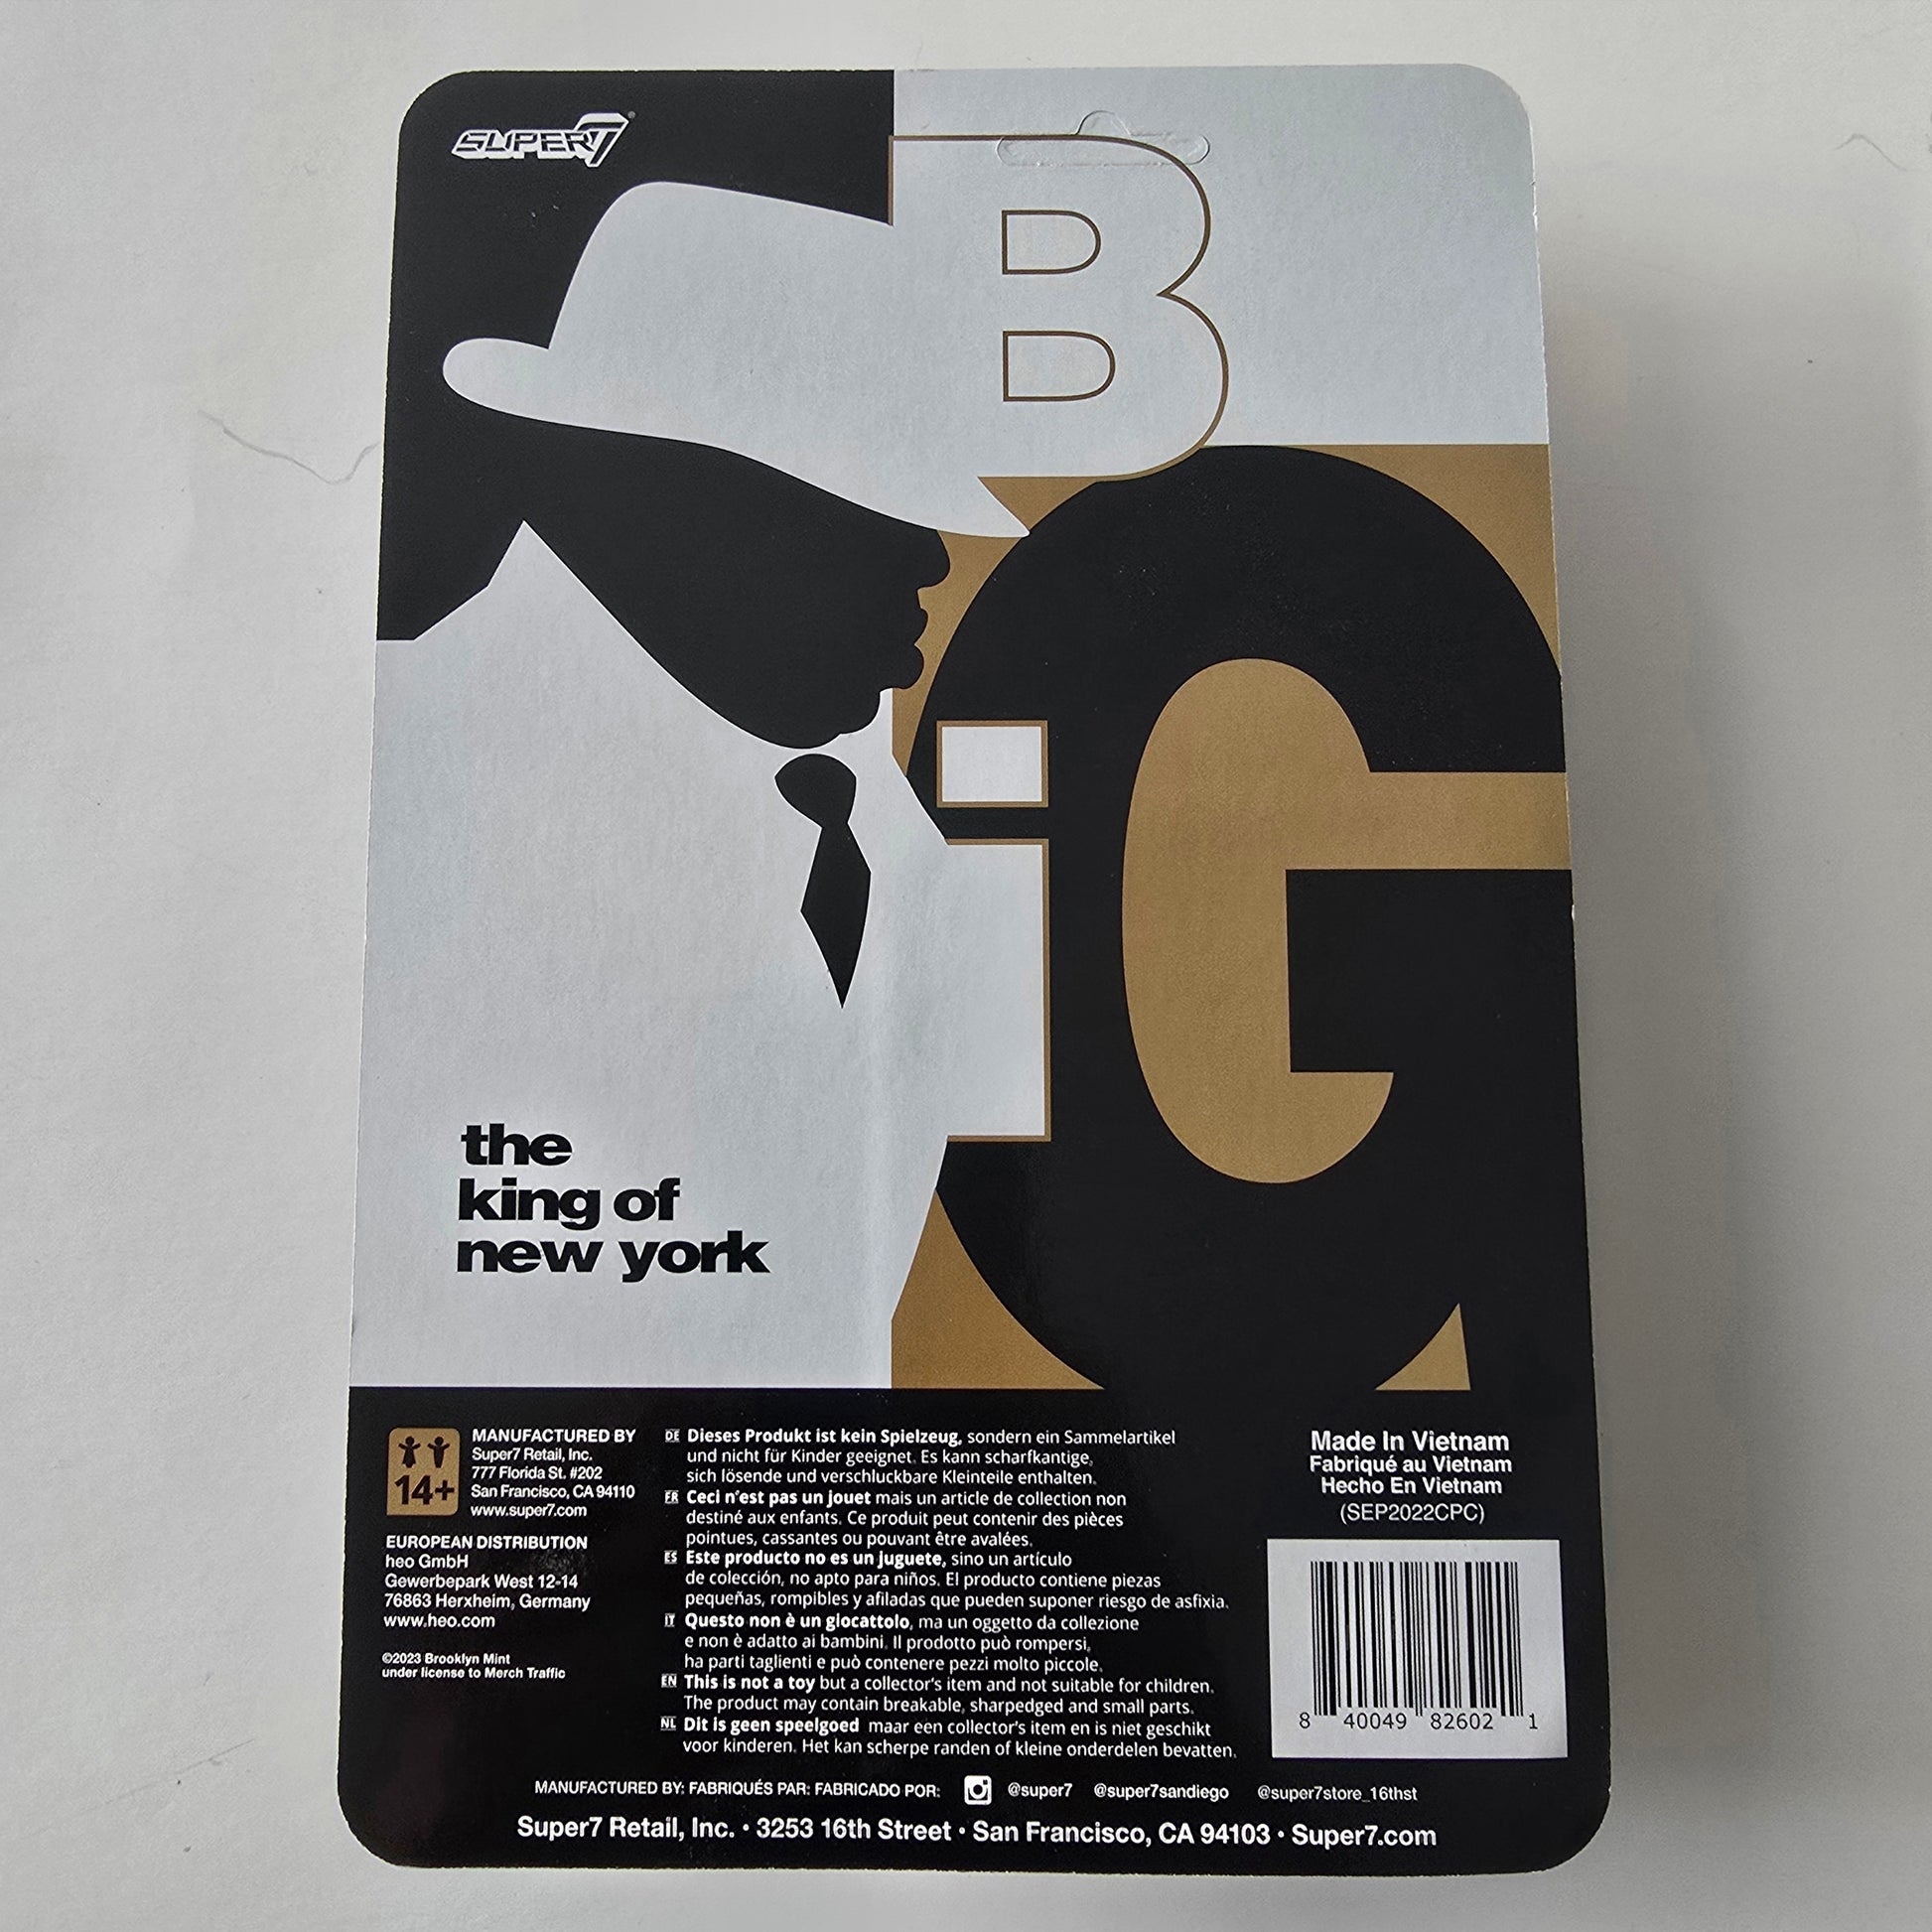 SUPER7
BiG
the
king of
new york
14+
MANUFACTURED BY
Super7 Retail, Inc.
777 Florida St. #202
San Francisco, CA 94110
www.super7.com
EUROPEAN DISTRIBUTION
heo GmbH
Gewerbepark West 12-14
76863 Herxheim, Germany
www.heo.com
©2023 Brooklyn Mint
under license to Merch Traffic
DE Dieses Produkt ist kein Spielzeug, sondern ein Sammelartikel
und nicht für Kinder geeignet. Es kann scharfkantige,
sich lösende und verschluckbare Kleinteile enthalten.
FR Ceci n'est pas un jouet mais un article de collection non
destiné aux enfants. Ce produit peut contenir des pièces
pointues, cassantes ou pouvant être avalées.
ES Este producto no es un juguete, sino un artículo
de colección, no apto para niños. El producto contiene piezas
pequeñas, rompibles y afiladas que pueden suponer riesgo de asfixia.
IT Questo non è un giocattolo, ma un oggetto da collezione
e non è adatto ai bambini. Il prodotto può rompersi,
ha parti taglienti e può contenere pezzi molto piccole.
EN This is not a toy but a collector's item and not suitable for children.
The product may contain breakable, sharpedged and small parts.
NL Dit is geen speelgoed maar een collector's item en is niet geschikt
voor kinderen. Het kan scherpe randen of kleine onderdelen bevatten.
Made In Vietnam
Fabriqué au Vietnam
Hecho En Vietnam
(SEP2022CPC)
8 40049 82602 1
MANUFACTURED BY: FABRIQUÉS PAR: FABRICADO POR: @super7 @super7sandiego @super7store_16thst
Super7 Retail, Inc. • 3253 16th Street • San Francisco, CA 94103 • Super7.com